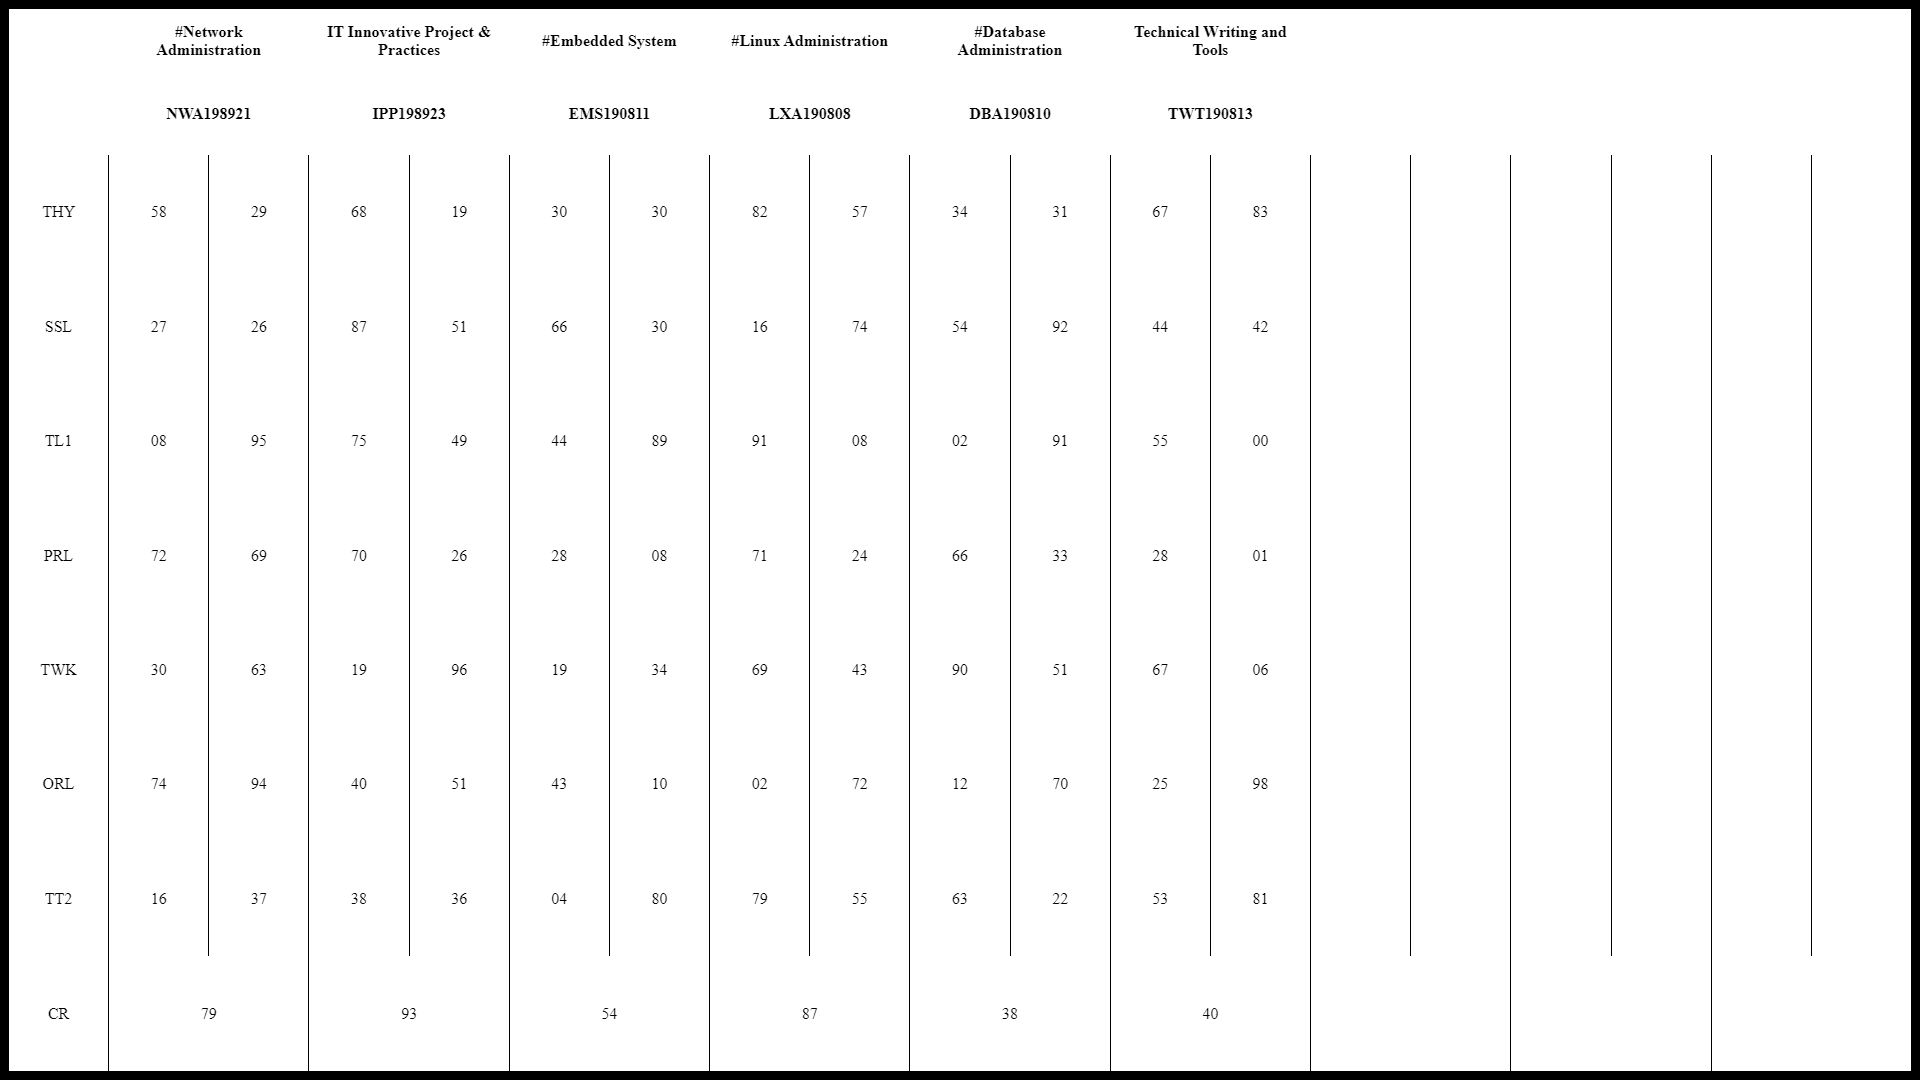 #Network Administration IT Innovative Project & Practices #Embedded System #Linux Administration #Database Administration Technical Writing and Tools
NWA198921 IPP198923 EMS190811 LXA190808 DBA190810 TWT190813
THY 58 29 68 19 30 30 82 57 34 31 67 83
SSL 27 26 87 51 66 30 16 74 54 92 44 42
TL1 08 95 75 49 44 89 91 08 02 91 55 00
PRL 72 69 70 26 28 08 71 24 66 33 28 01
TWK 30 63 19 96 19 34 69 43 90 51 67 06
ORL 74 94 40 51 43 10 02 72 12 70 25 98
TT2 16 37 38 36 04 80 79 55 63 22 53 81
CR 79 93 54 87 38 40